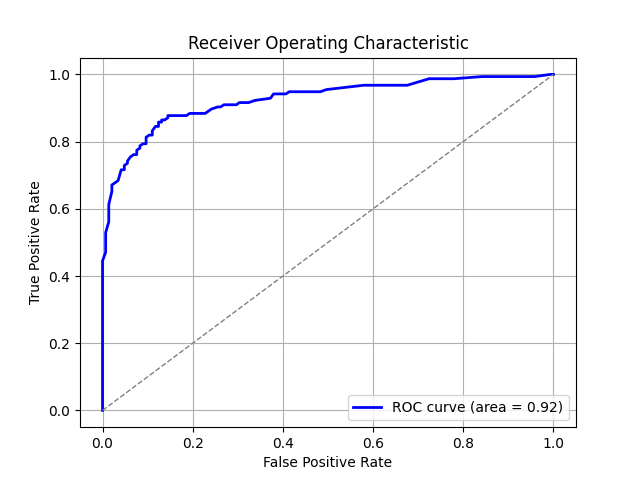 Receiver Operating Characteristic
True Positive Rate
1.0
0.8
0.6
0.4
0.2
0.0
ROC curve (area = 0.92)
0.0 0.2 0.4 0.6 0.8 1.0
False Positive Rate